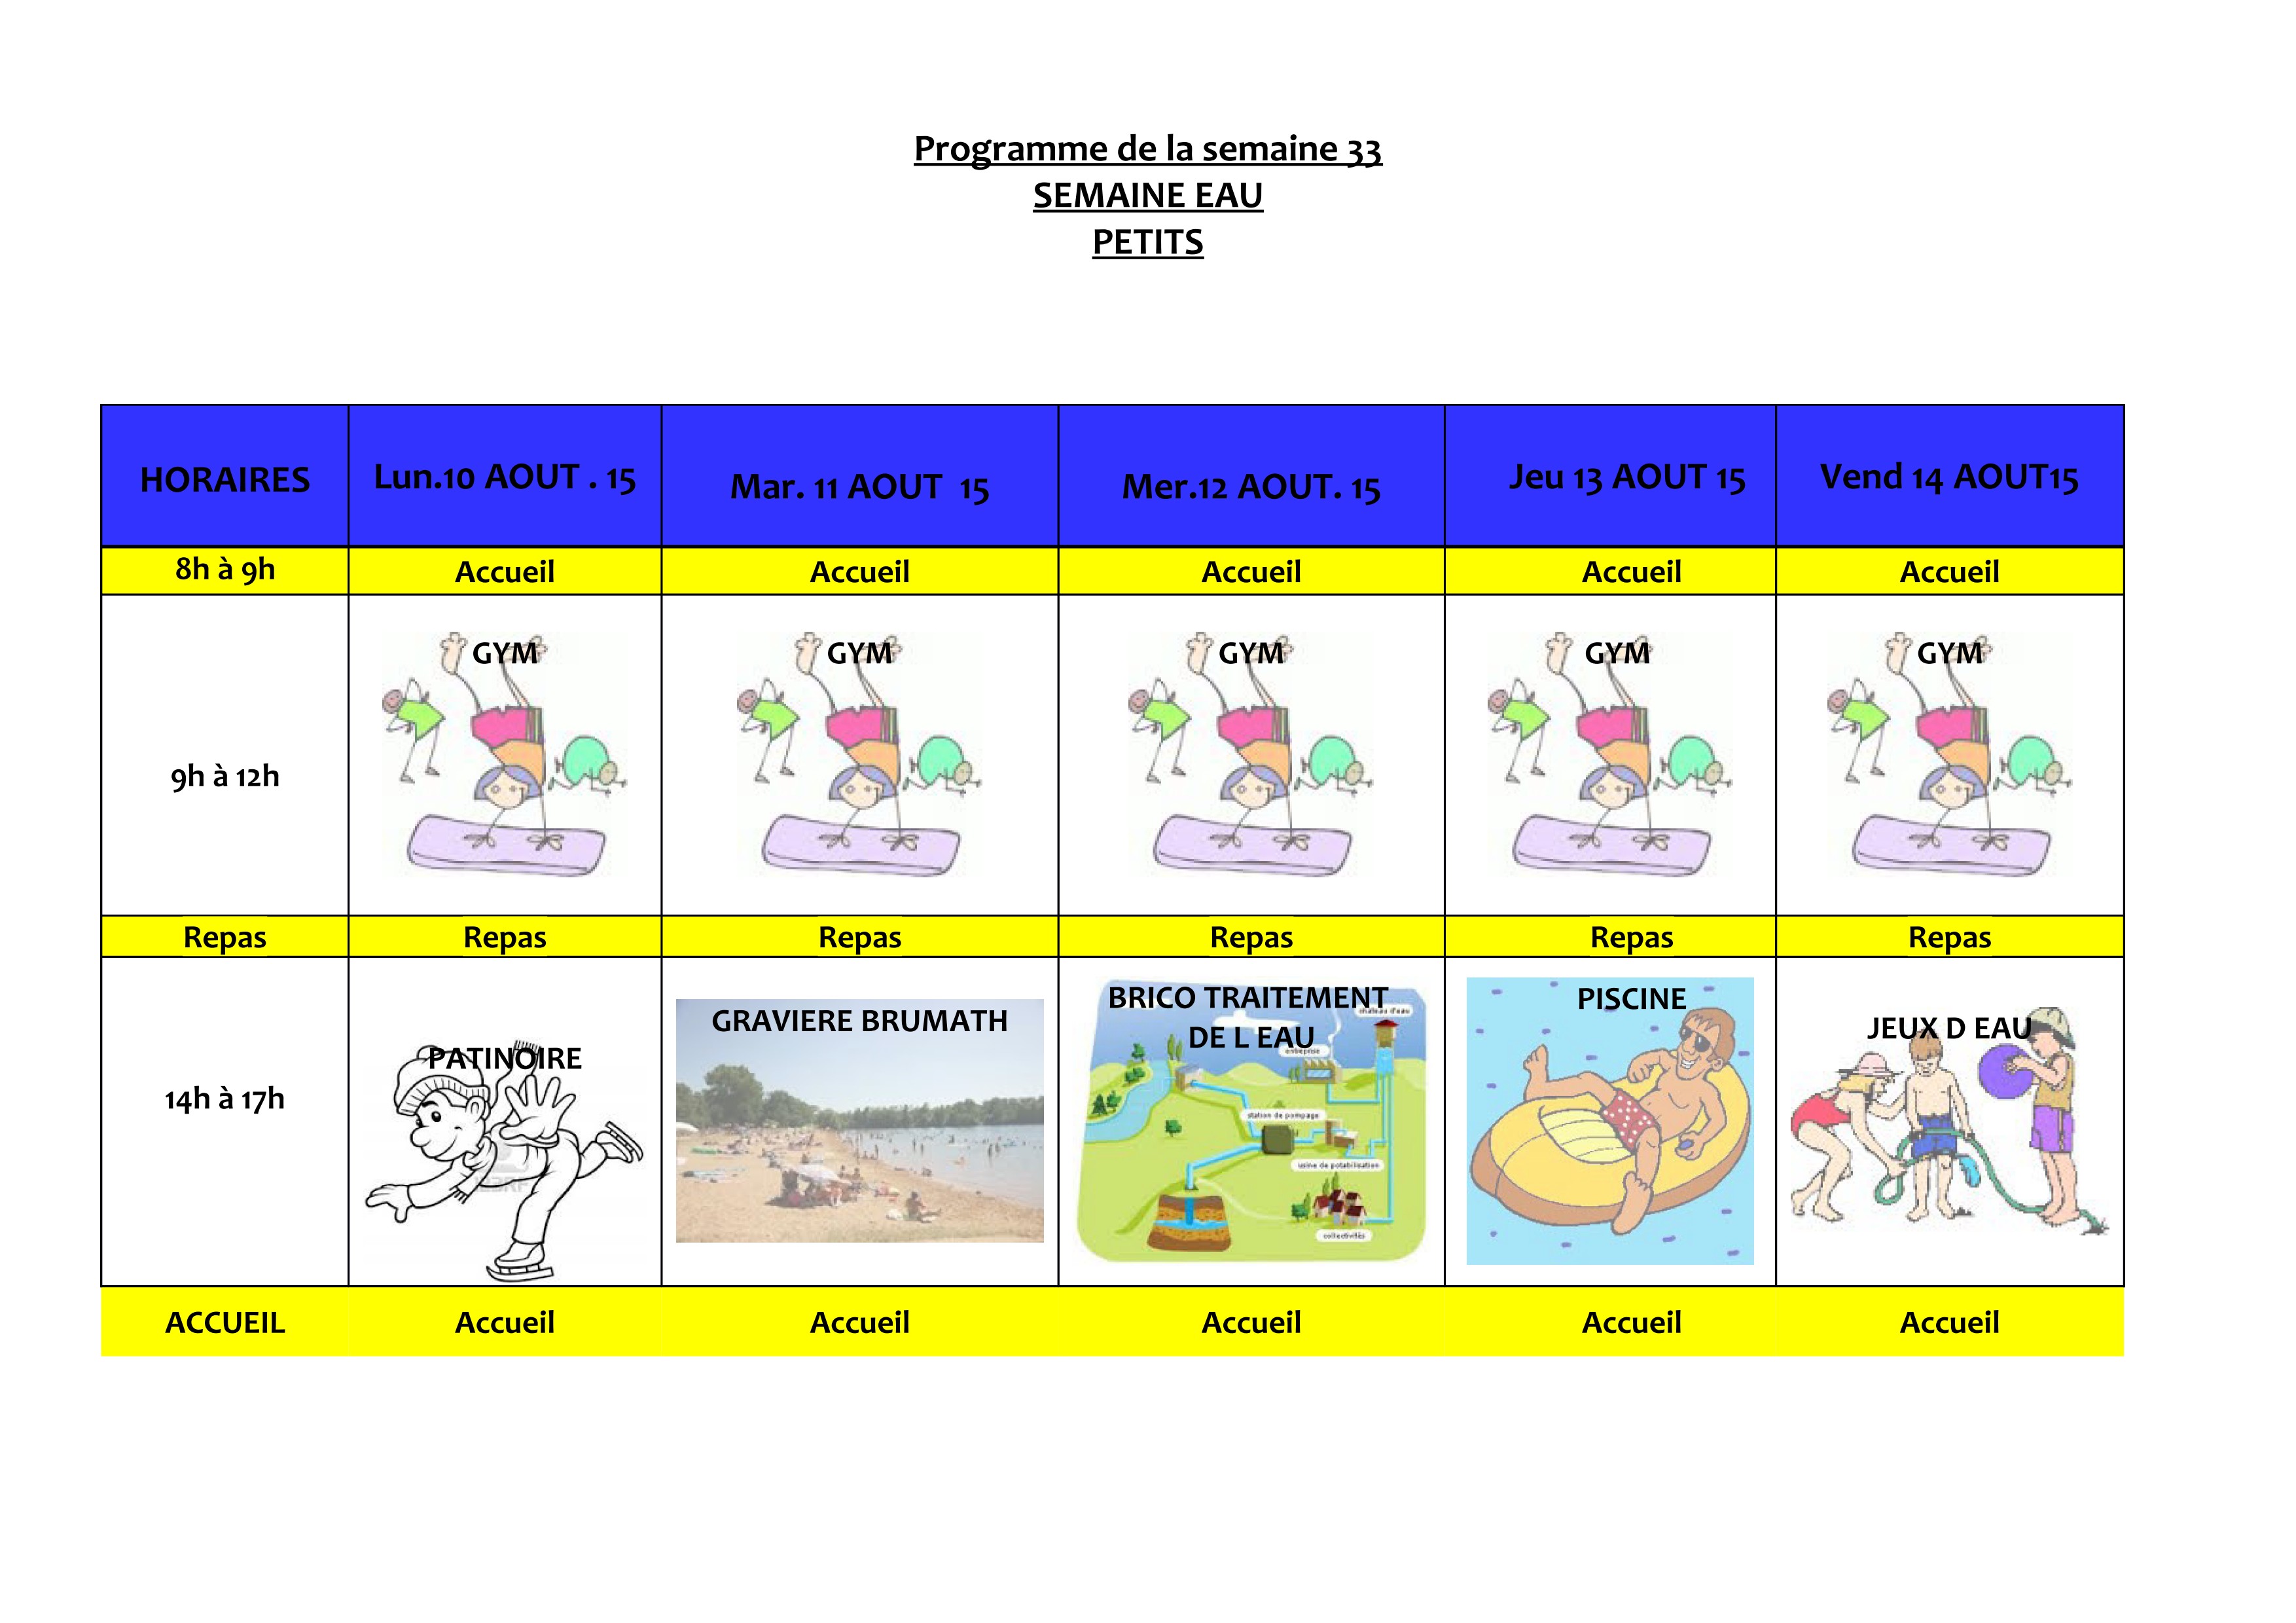 Programme de la semaine 33
SEMAINE EAU
PETITS
HORAIRES Lun.10 AOUT . 15 Mar. 11 AOUT 15 Mer.12 AOUT. 15 Jeu 13 AOUT 15 Vend 14 AOUT15
8h à 9h Accueil Accueil Accueil Accueil Accueil
GYM GYM GYM GYM GYM
9h à 12h
Repas Repas Repas Repas Repas Repas
PATINOIRE
GRAVIERE BRUMATH
BRICO TRAITEMENT
DE L EAU
château d'eau
entreprise
station de pompage
usine de potabilisation
collectivités
PISCINE
JEUX D EAU
14h à 17h
ACCUEIL Accueil Accueil Accueil Accueil Accueil